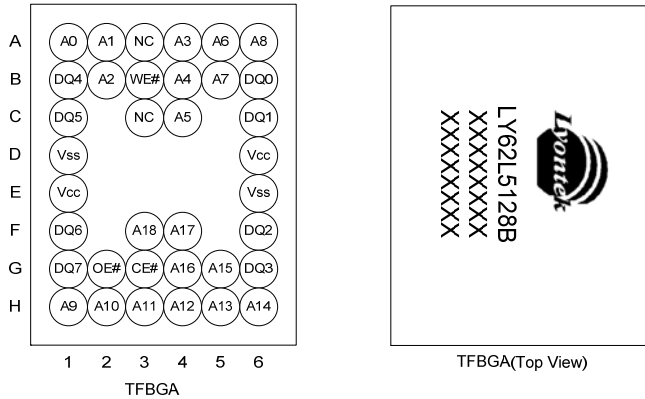 A A0 A1 NC A3 A6 A8
B DQ4 A2 WE# A4 A7 DQ0
C DQ5 NC A5 DQ1
D Vss Vcc
E Vcc Vss
F DQ6 A18 A17 DQ2
G DQ7 OE# CE# A16 A15 DQ3
H A9 A10 A11 A12 A13 A14
1 2 3 4 5 6
TFBGA
Lyontek
LY62L5128B
XXXXXXXX
XXXXXXXX
TFBGA(Top View)